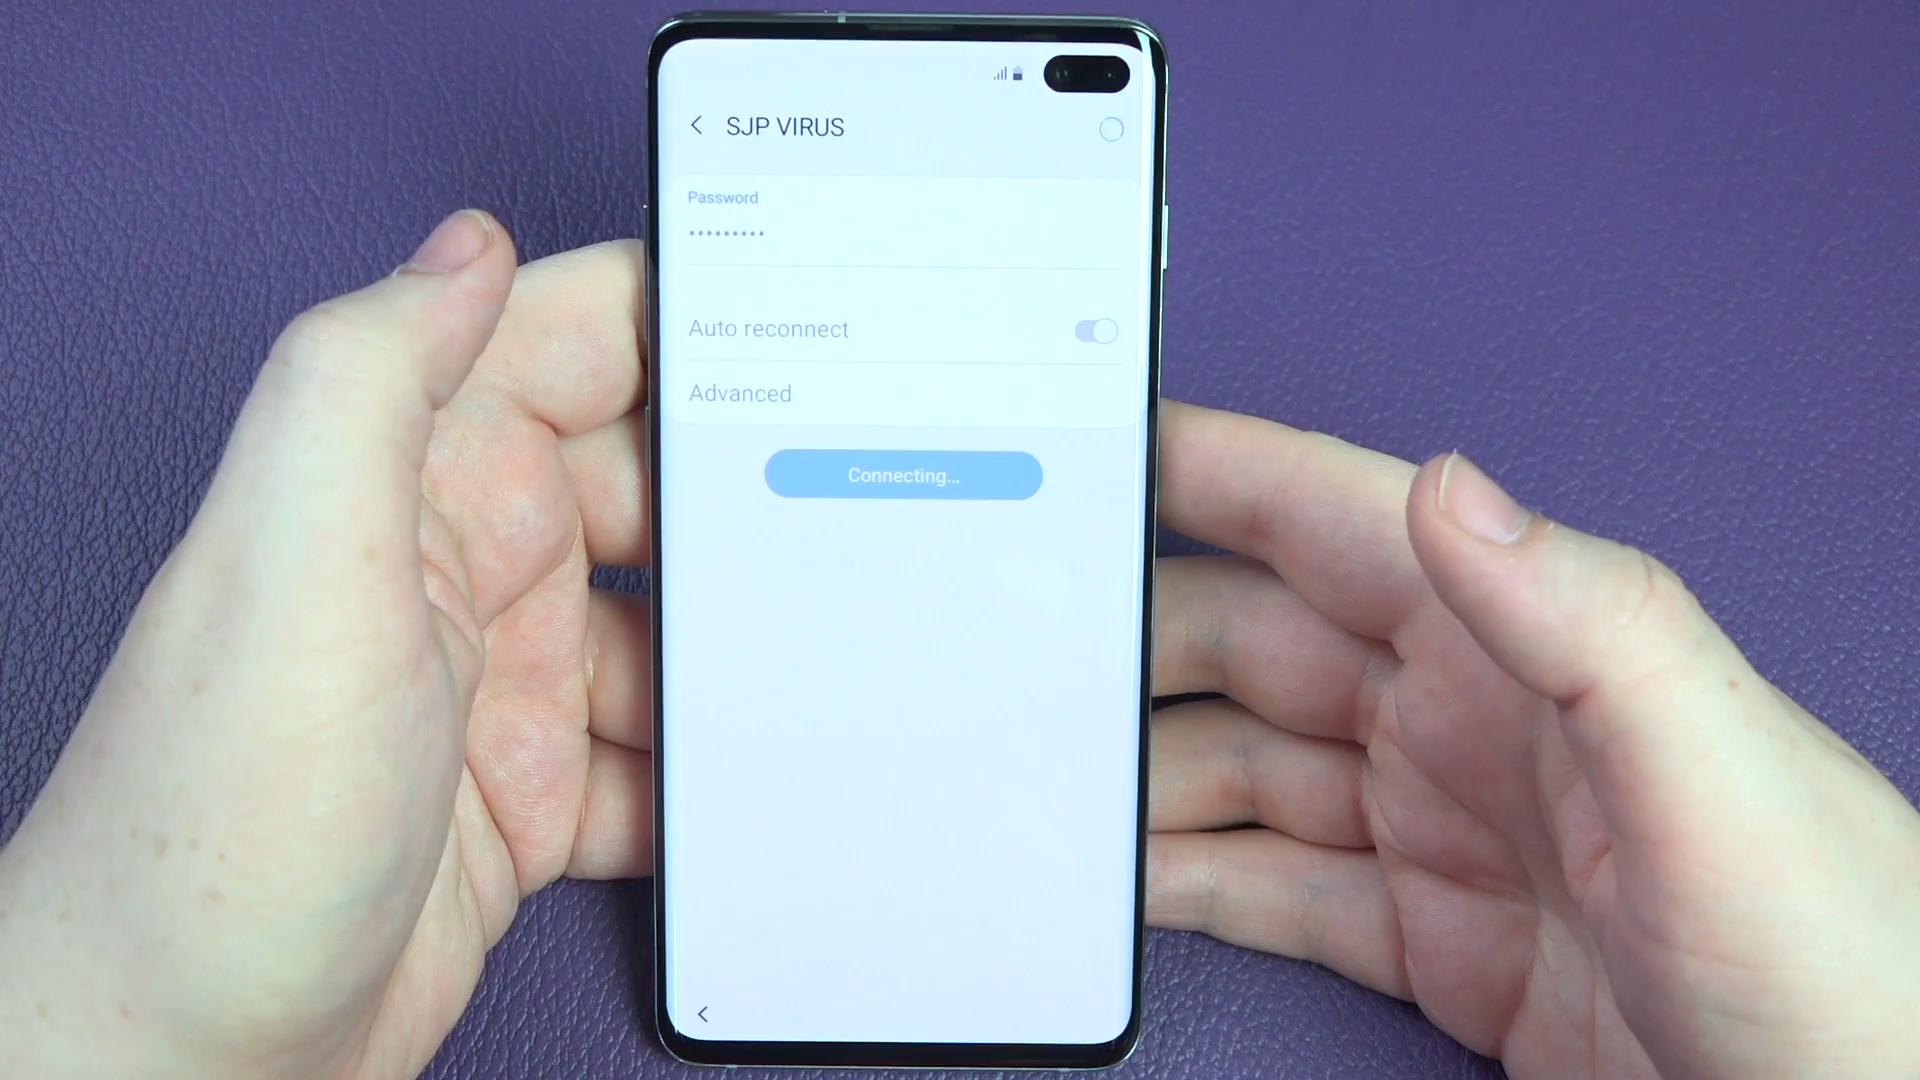 SJP VIRUS
Password
•••••••••
Auto reconnect
Advanced
Connecting...